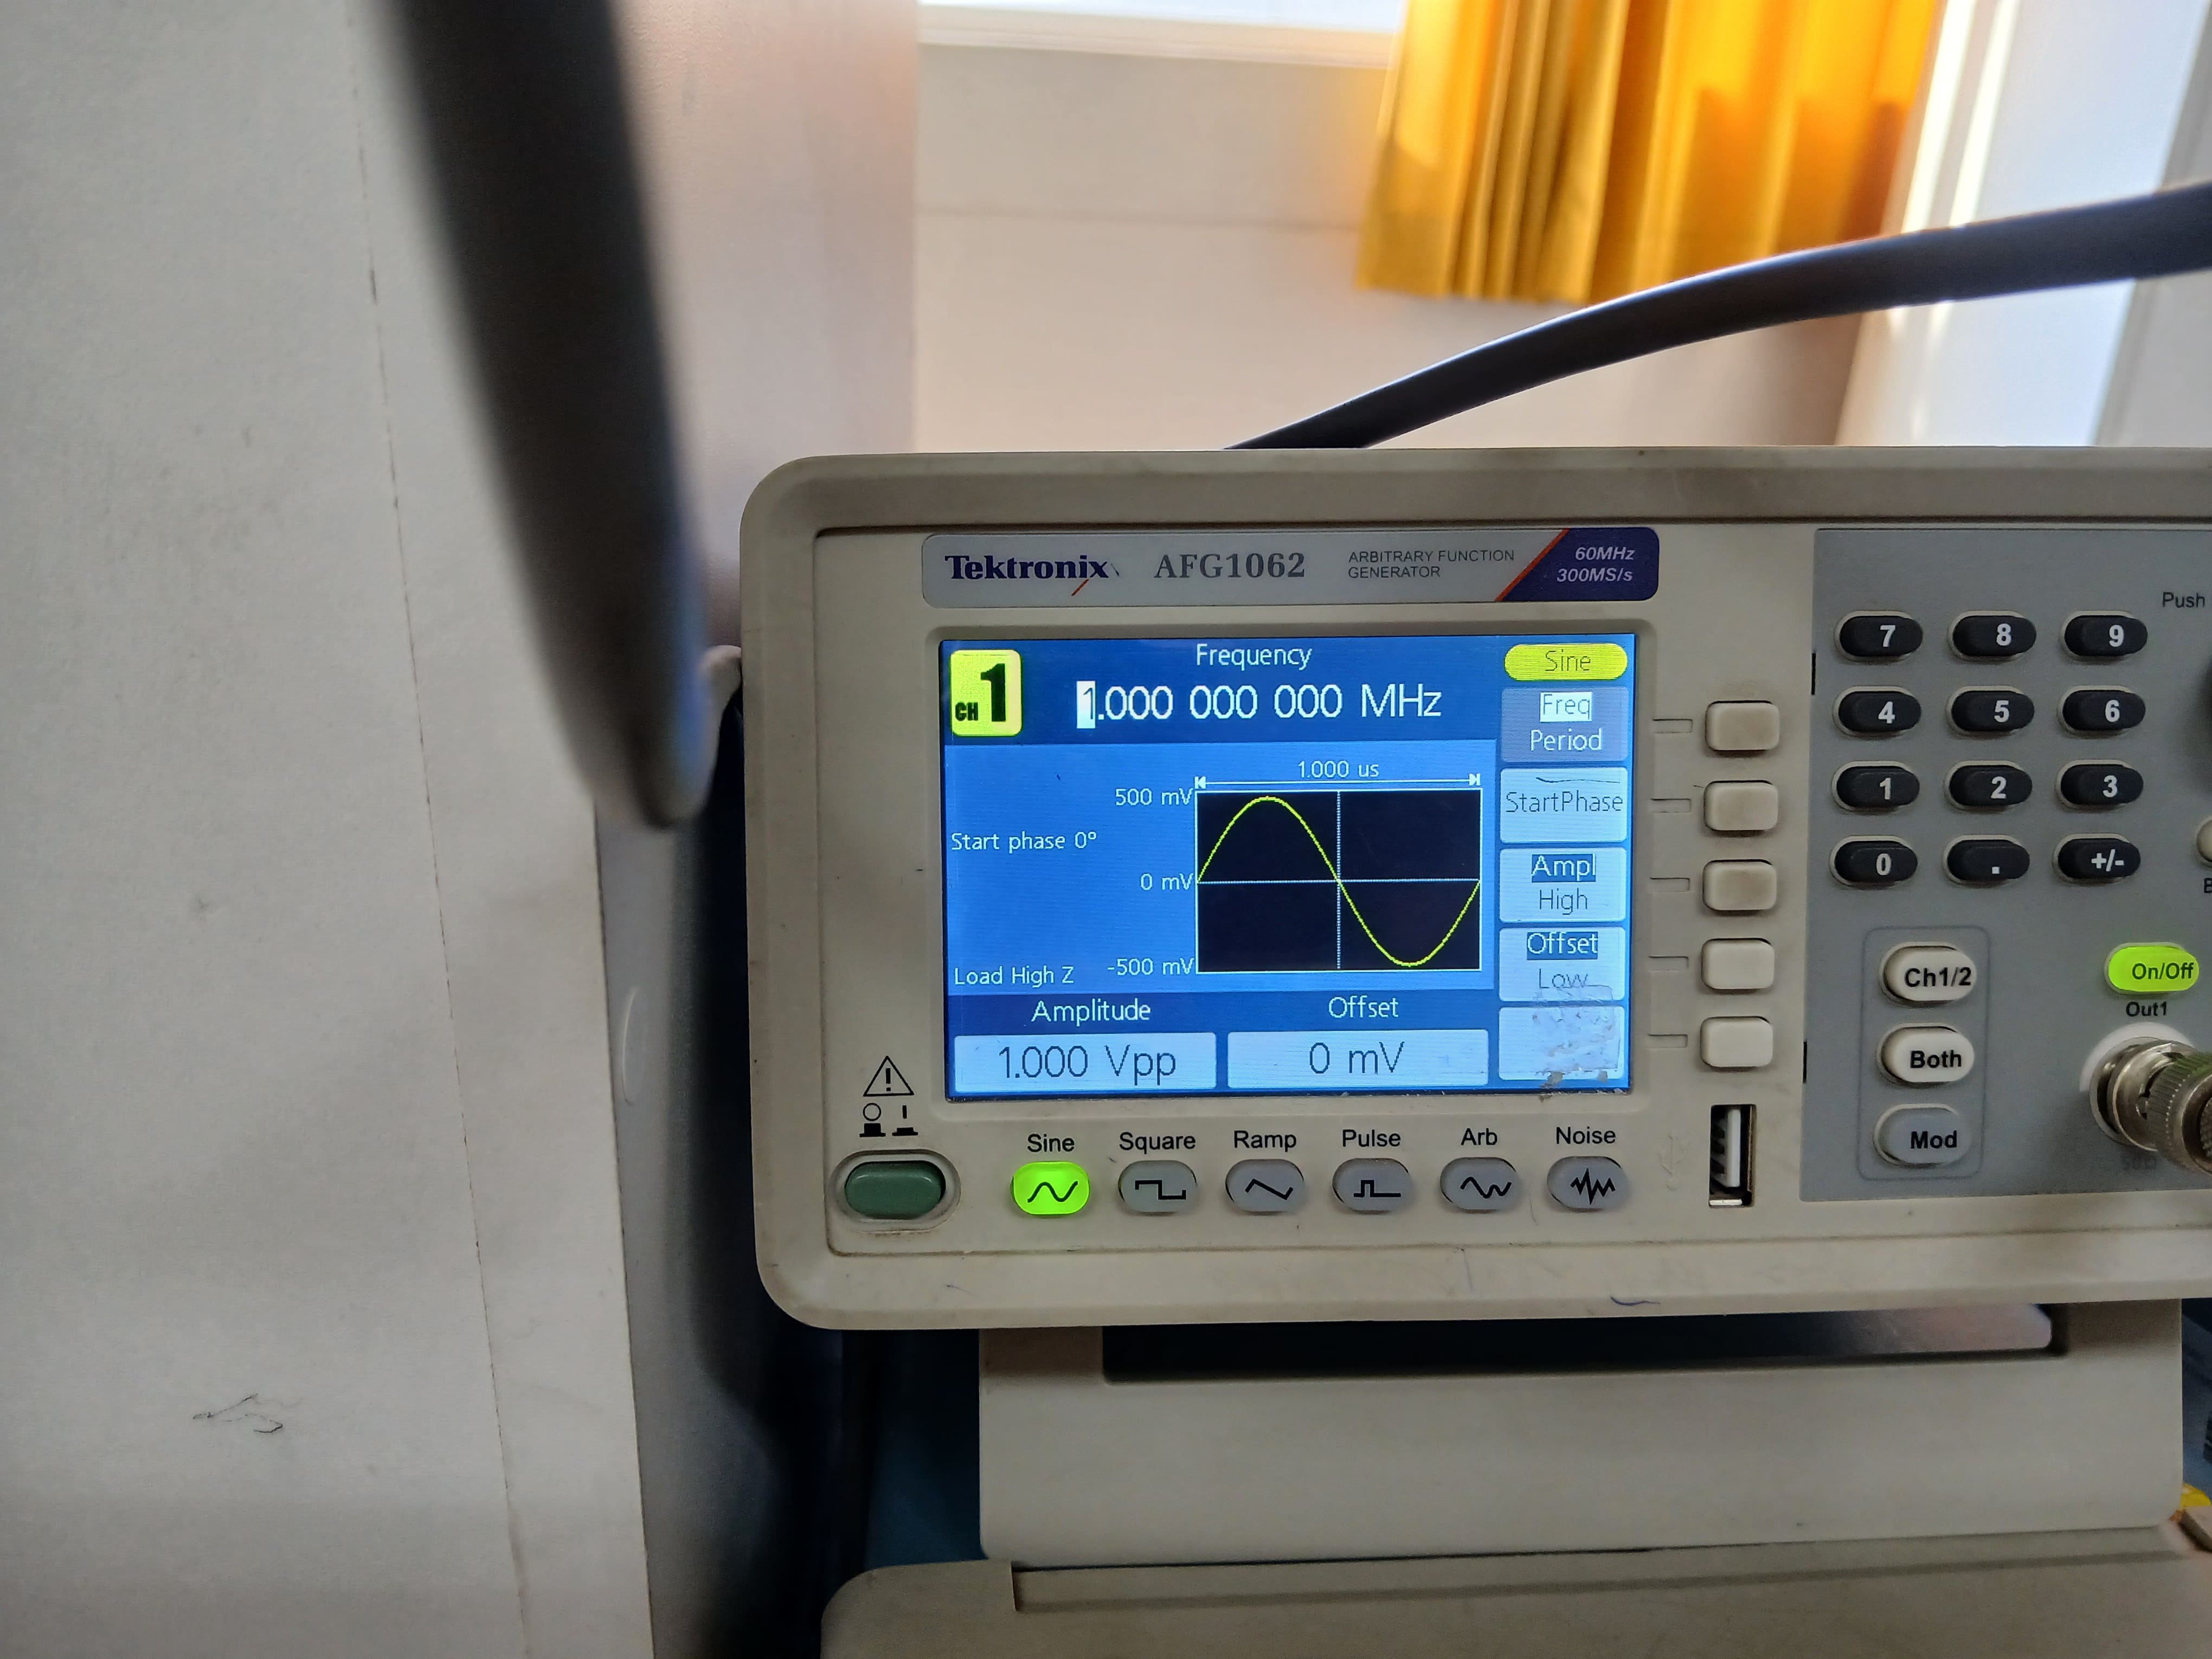 Tektronix AFG1062 ARBITRARY FUNCTION GENERATOR 60MHz 300MS/s
CH 1
Frequency
1.000 000 000 MHz
Sine
Freq
Period
StartPhase
Ampl
High
Offset
Low
1.000 us
500 mV
Start phase 0°
0 mV
Load High Z
-500 mV
Amplitude
Offset
1.000 Vpp
0 mV
Sine Square Ramp Pulse Arb Noise
Push
7 8 9
4 5 6
1 2 3
0 . +/-
Ch1/2
Both
Mod
On/Off
Out1